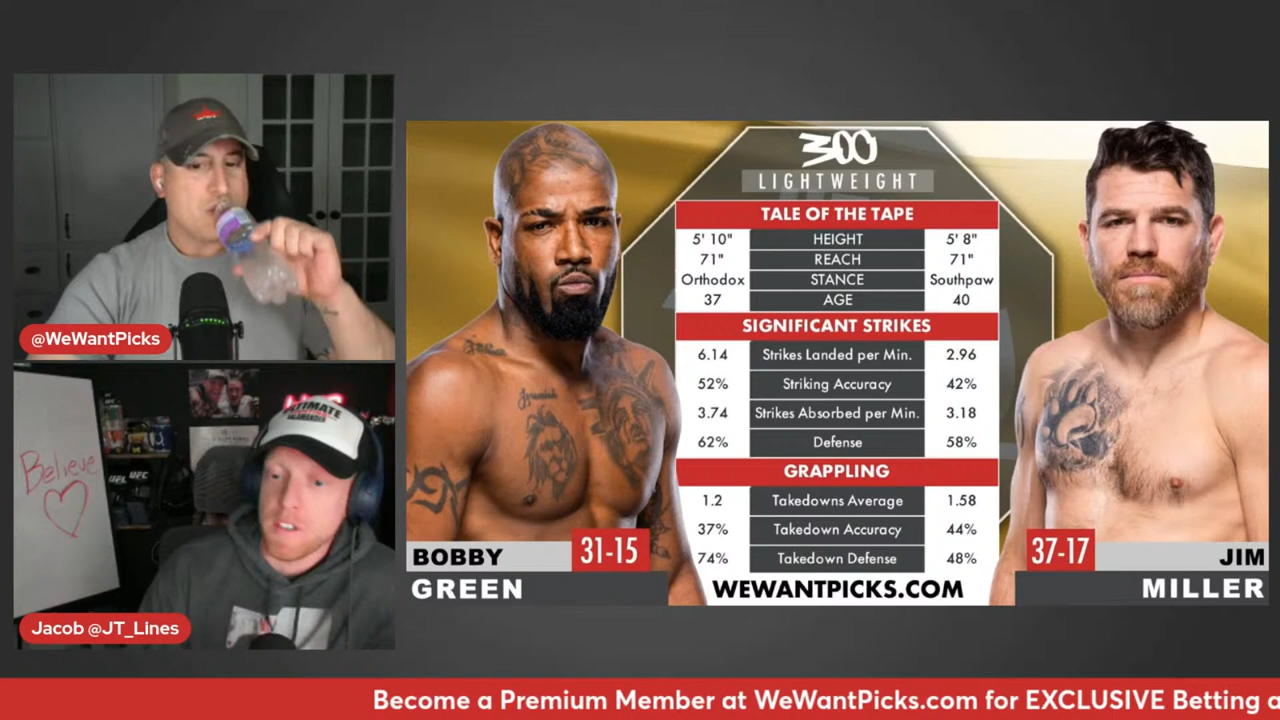 @WeWantPicks
Believe
UFC
UFC
ULTIMATE
Jacob @JT_Lines
300
LIGHTWEIGHT
TALE OF THE TAPE
5' 10" HEIGHT 5' 8"
71" REACH 71"
Orthodox STANCE Southpaw
37 AGE 40
SIGNIFICANT STRIKES
6.14 Strikes Landed per Min. 2.96
52% Striking Accuracy 42%
3.74 Strikes Absorbed per Min. 3.18
62% Defense 58%
GRAPPLING
1.2 Takedowns Average 1.58
37% Takedown Accuracy 44%
74% Takedown Defense 48%
BOBBY 31-15 37-17 JIM
GREEN WEWANTPICKS.COM MILLER
Become a Premium Member at WeWantPicks.com for EXCLUSIVE Betting